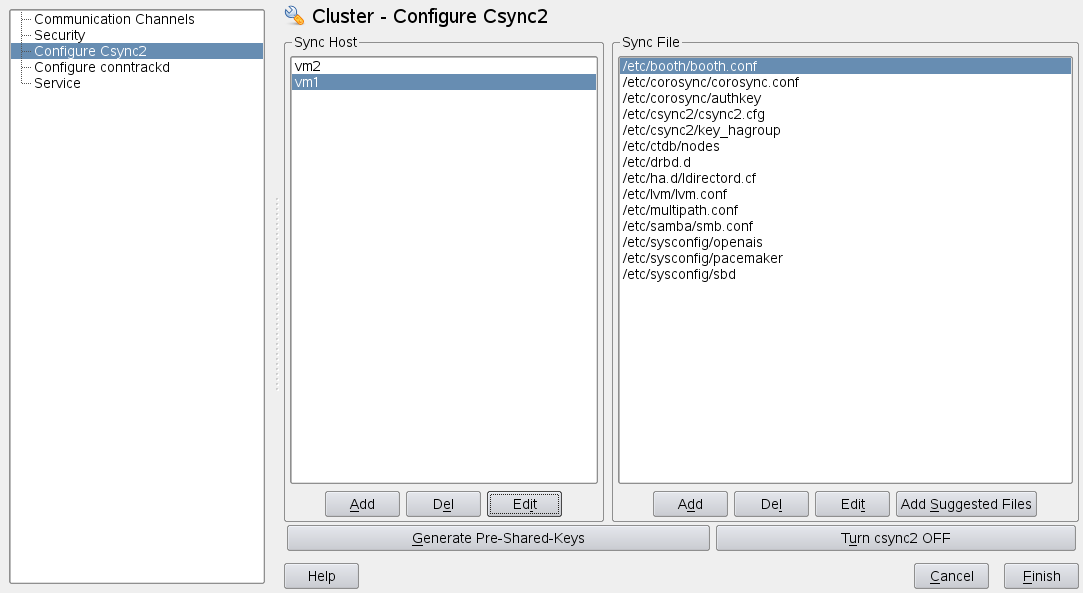 Communication Channels
Security
Configure Csync2
Configure conntrackd
Service
Cluster - Configure Csync2
Sync Host
vm2
vm1
Add Del Edit
Sync File
/etc/booth/booth.conf
/etc/corosync/corosync.conf
/etc/corosync/authkey
/etc/csync2/csync2.cfg
/etc/csync2/key_hagroup
/etc/ctdb/nodes
/etc/drbd.d
/etc/ha.d/ldirectord.cf
/etc/lvm/lvm.conf
/etc/multipath.conf
/etc/samba/smb.conf
/etc/sysconfig/openais
/etc/sysconfig/pacemaker
/etc/sysconfig/sbd
Add Del Edit Add Suggested Files
Generate Pre-Shared-Keys Turn csync2 OFF
Help Cancel Finish